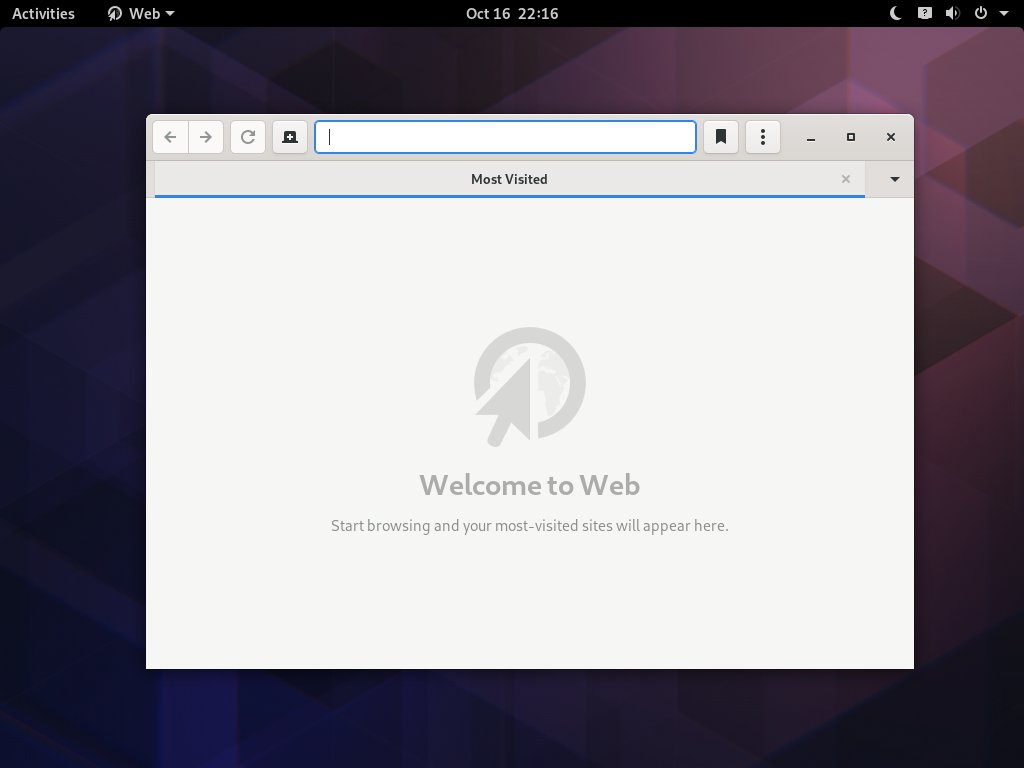 Activities
Web
Oct 16 22:16
Most Visited
Welcome to Web
Start browsing and your most-visited sites will appear here.